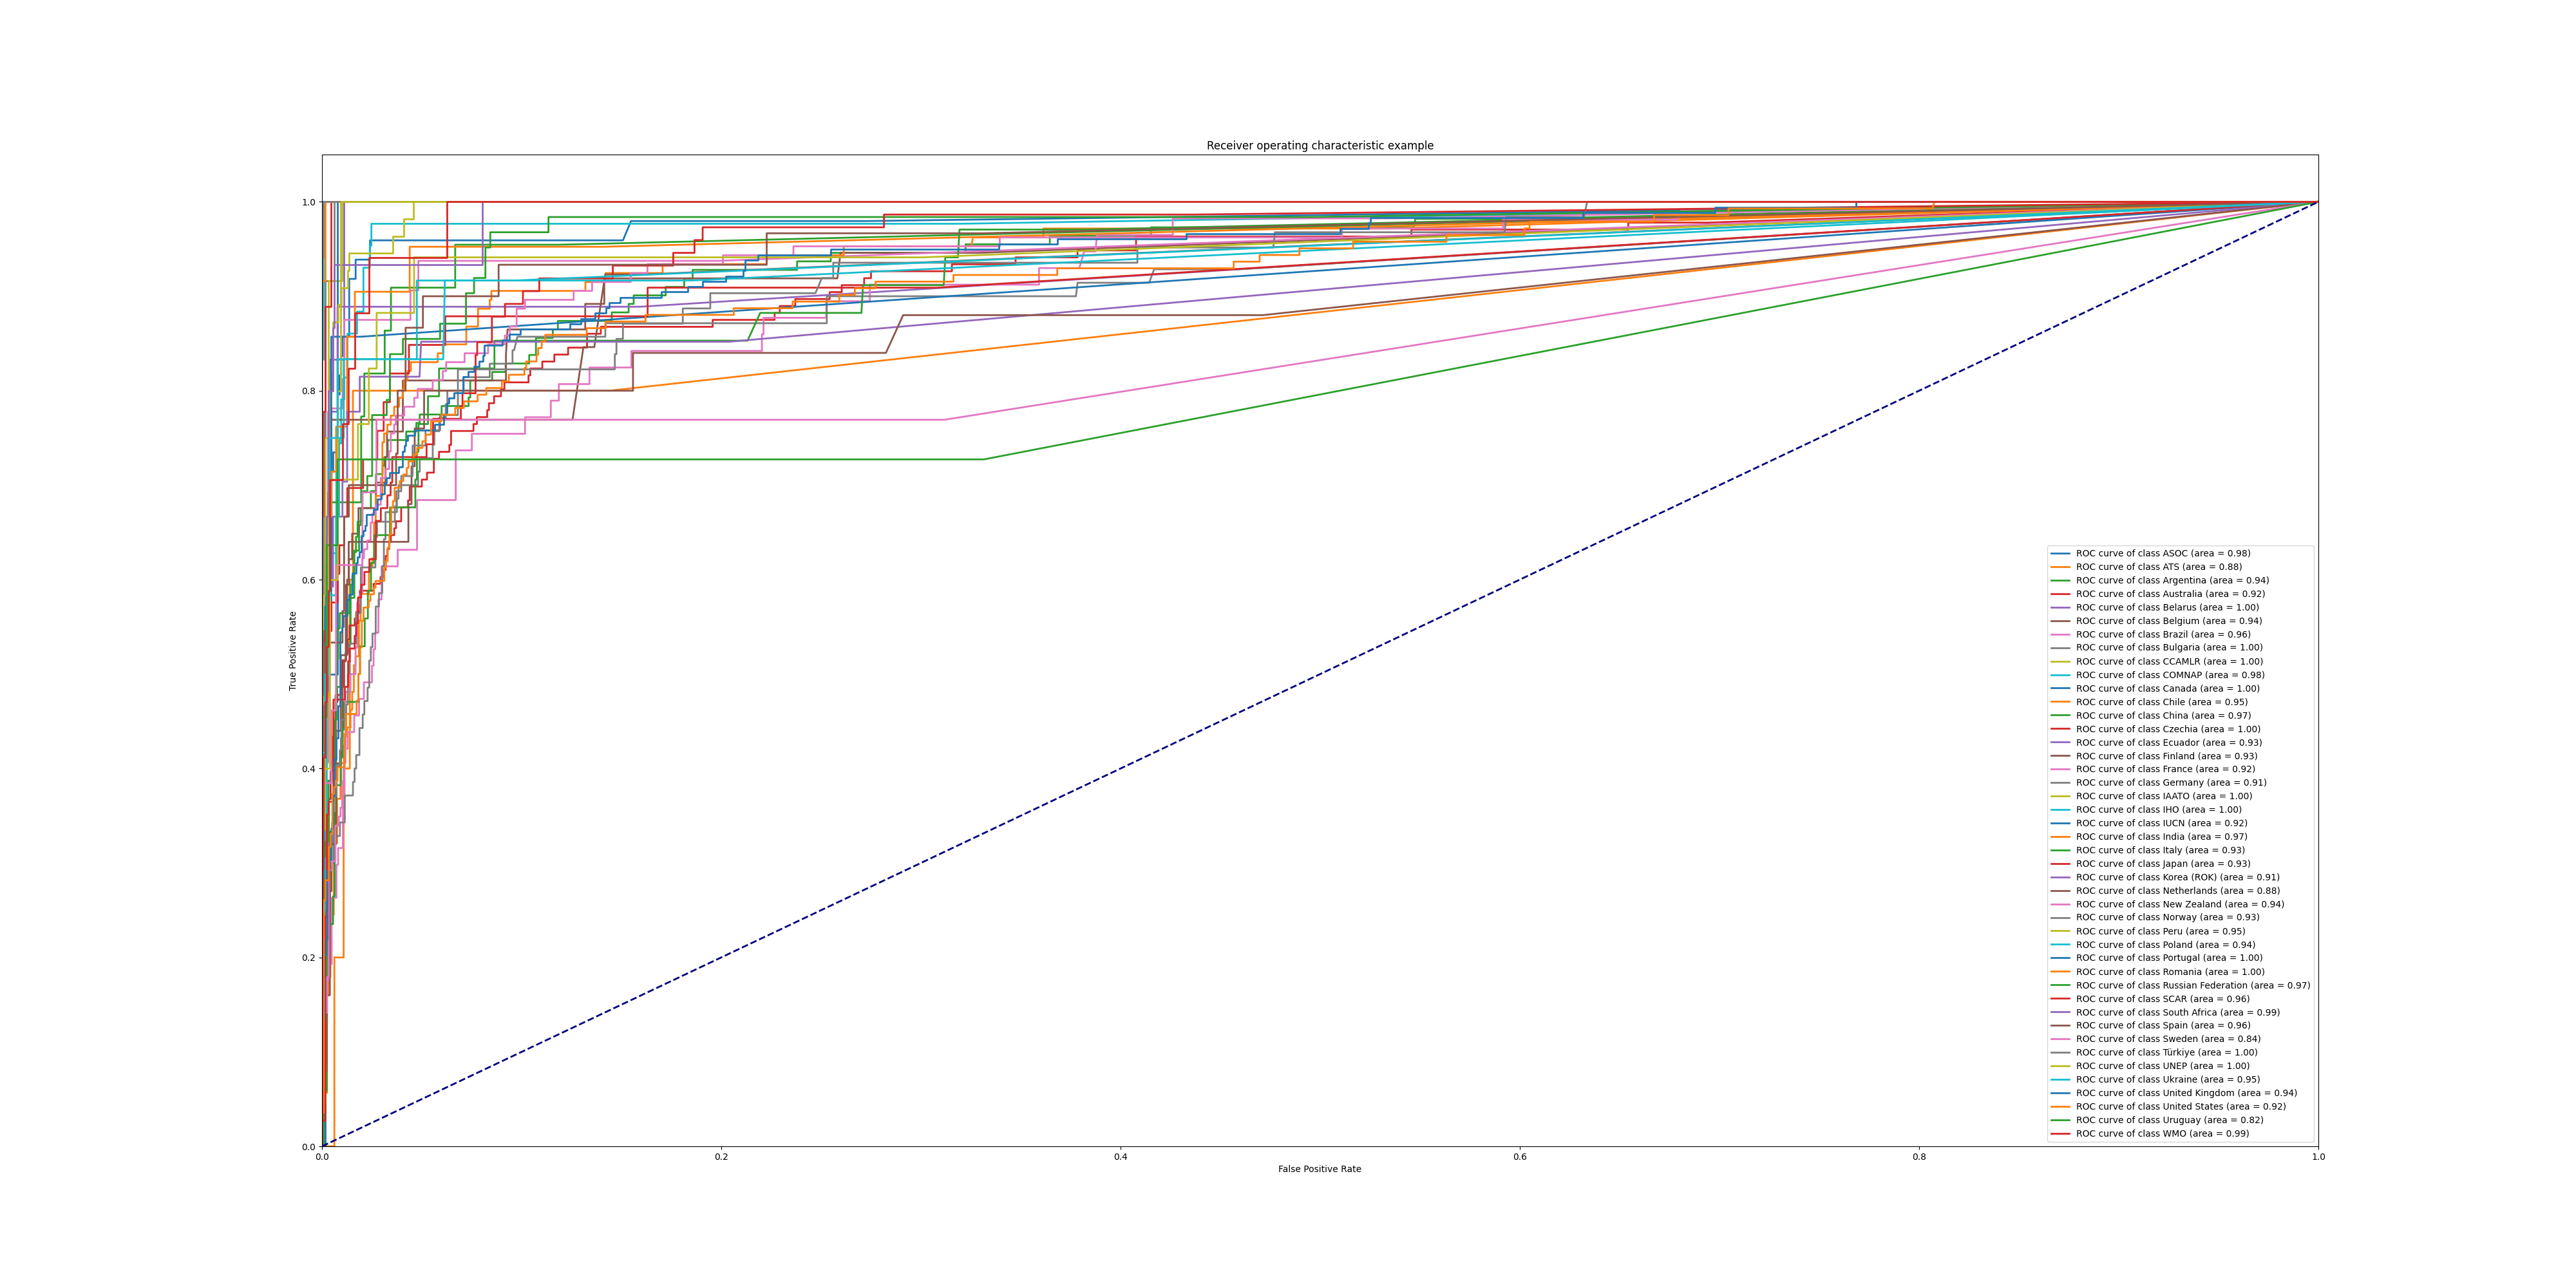 Receiver operating characteristic example
1.0
0.8
0.6
0.4
0.2
0.0
True Positive Rate
0.0
0.2
0.4
0.6
0.8
1.0
False Positive Rate
ROC curve of class ASOC (area = 0.98)
ROC curve of class ATS (area = 0.88)
ROC curve of class Argentina (area = 0.94)
ROC curve of class Australia (area = 0.92)
ROC curve of class Belarus (area = 1.00)
ROC curve of class Belgium (area = 0.94)
ROC curve of class Brazil (area = 0.96)
ROC curve of class Bulgaria (area = 1.00)
ROC curve of class CCAMLR (area = 1.00)
ROC curve of class COMNAP (area = 0.98)
ROC curve of class Canada (area = 1.00)
ROC curve of class Chile (area = 0.95)
ROC curve of class China (area = 0.97)
ROC curve of class Czechia (area = 1.00)
ROC curve of class Ecuador (area = 0.93)
ROC curve of class Finland (area = 0.93)
ROC curve of class France (area = 0.92)
ROC curve of class Germany (area = 0.91)
ROC curve of class IAATO (area = 1.00)
ROC curve of class IHO (area = 1.00)
ROC curve of class IUCN (area = 0.92)
ROC curve of class India (area = 0.97)
ROC curve of class Italy (area = 0.93)
ROC curve of class Japan (area = 0.93)
ROC curve of class Korea (ROK) (area = 0.91)
ROC curve of class Netherlands (area = 0.88)
ROC curve of class New Zealand (area = 0.94)
ROC curve of class Norway (area = 0.93)
ROC curve of class Peru (area = 0.95)
ROC curve of class Poland (area = 0.94)
ROC curve of class Portugal (area = 1.00)
ROC curve of class Romania (area = 1.00)
ROC curve of class Russian Federation (area = 0.97)
ROC curve of class SCAR (area = 0.96)
ROC curve of class South Africa (area = 0.99)
ROC curve of class Spain (area = 0.96)
ROC curve of class Sweden (area = 0.84)
ROC curve of class Türkiye (area = 1.00)
ROC curve of class UNEP (area = 1.00)
ROC curve of class Ukraine (area = 0.95)
ROC curve of class United Kingdom (area = 0.94)
ROC curve of class United States (area = 0.92)
ROC curve of class Uruguay (area = 0.82)
ROC curve of class WMO (area = 0.99)